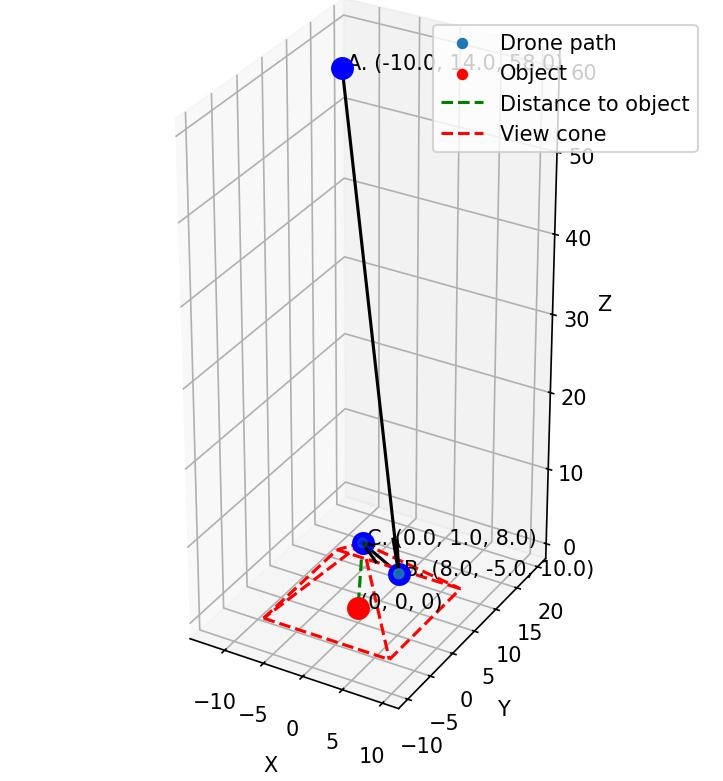 A. (-10.0, 14.0, 58.0)
Drone path
Object
Distance to object
View cone
60
50
40
30
20
10
0
Z
C. (0.0, 1.0, 8.0)
B. (8.0, -5.0, 10.0)
(0, 0, 0)
−10
−5
0
5
10
X
−10
−5
0
5
10
15
20
Y